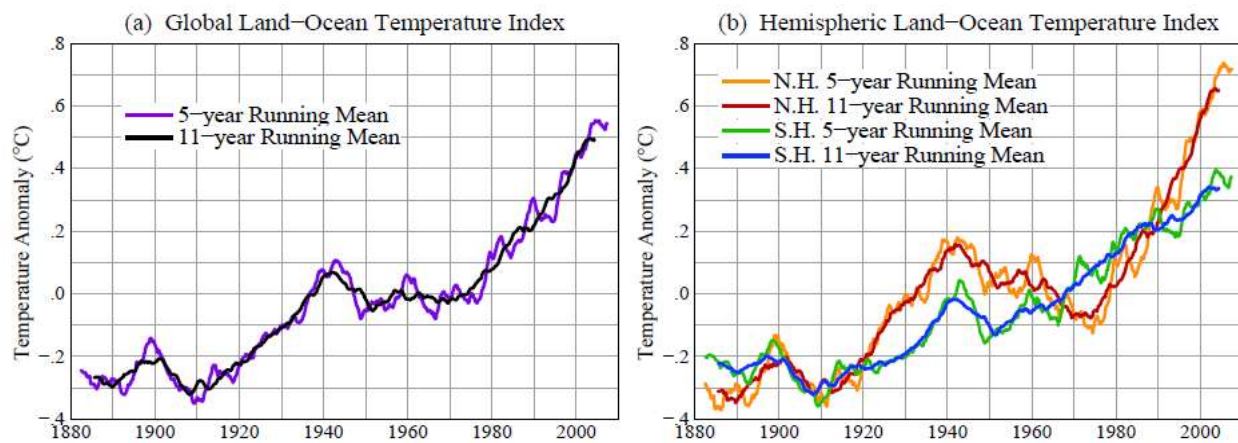 (a) Global Land−Ocean Temperature Index
.8
.6
.4
.2
.0
−.2
−.4
Temperature Anomaly (°C)
5−year Running Mean
11−year Running Mean
1880 1900 1920 1940 1960 1980 2000
(b) Hemispheric Land−Ocean Temperature Index
.8
.6
.4
.2
.0
−.2
−.4
Temperature Anomaly (°C)
N.H. 5−year Running Mean
N.H. 11−year Running Mean
S.H. 5−year Running Mean
S.H. 11−year Running Mean
1880 1900 1920 1940 1960 1980 2000